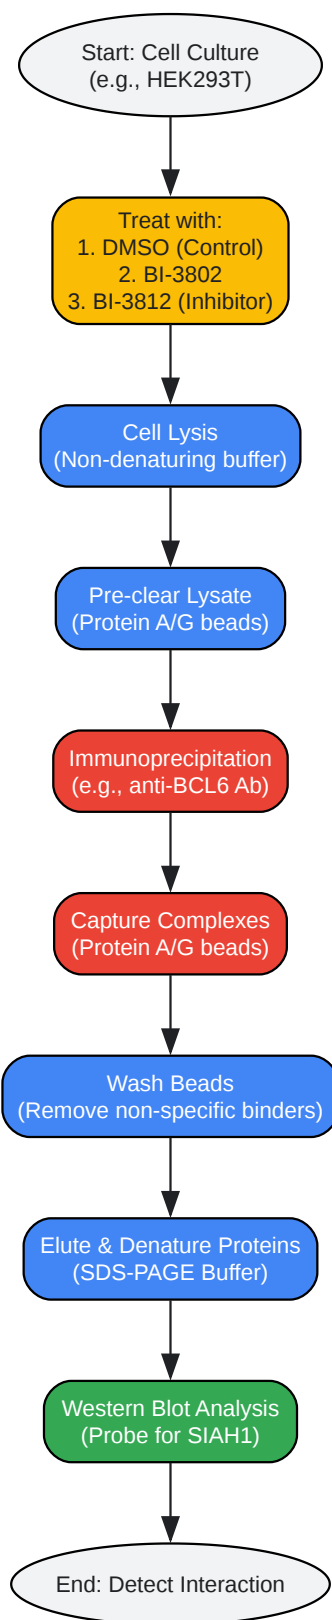 Start: Cell Culture
(e.g., HEK293T)
Treat with:
1. DMSO (Control)
2. BI-3802
3. BI-3812 (Inhibitor)
Cell Lysis
(Non-denaturing buffer)
Pre-clear Lysate
(Protein A/G beads)
Immunoprecipitation
(e.g., anti-BCL6 Ab)
Capture Complexes
(Protein A/G beads)
Wash Beads
(Remove non-specific binders)
Elute & Denature Proteins
(SDS-PAGE Buffer)
Western Blot Analysis
(Probe for SIAH1)
End: Detect Interaction